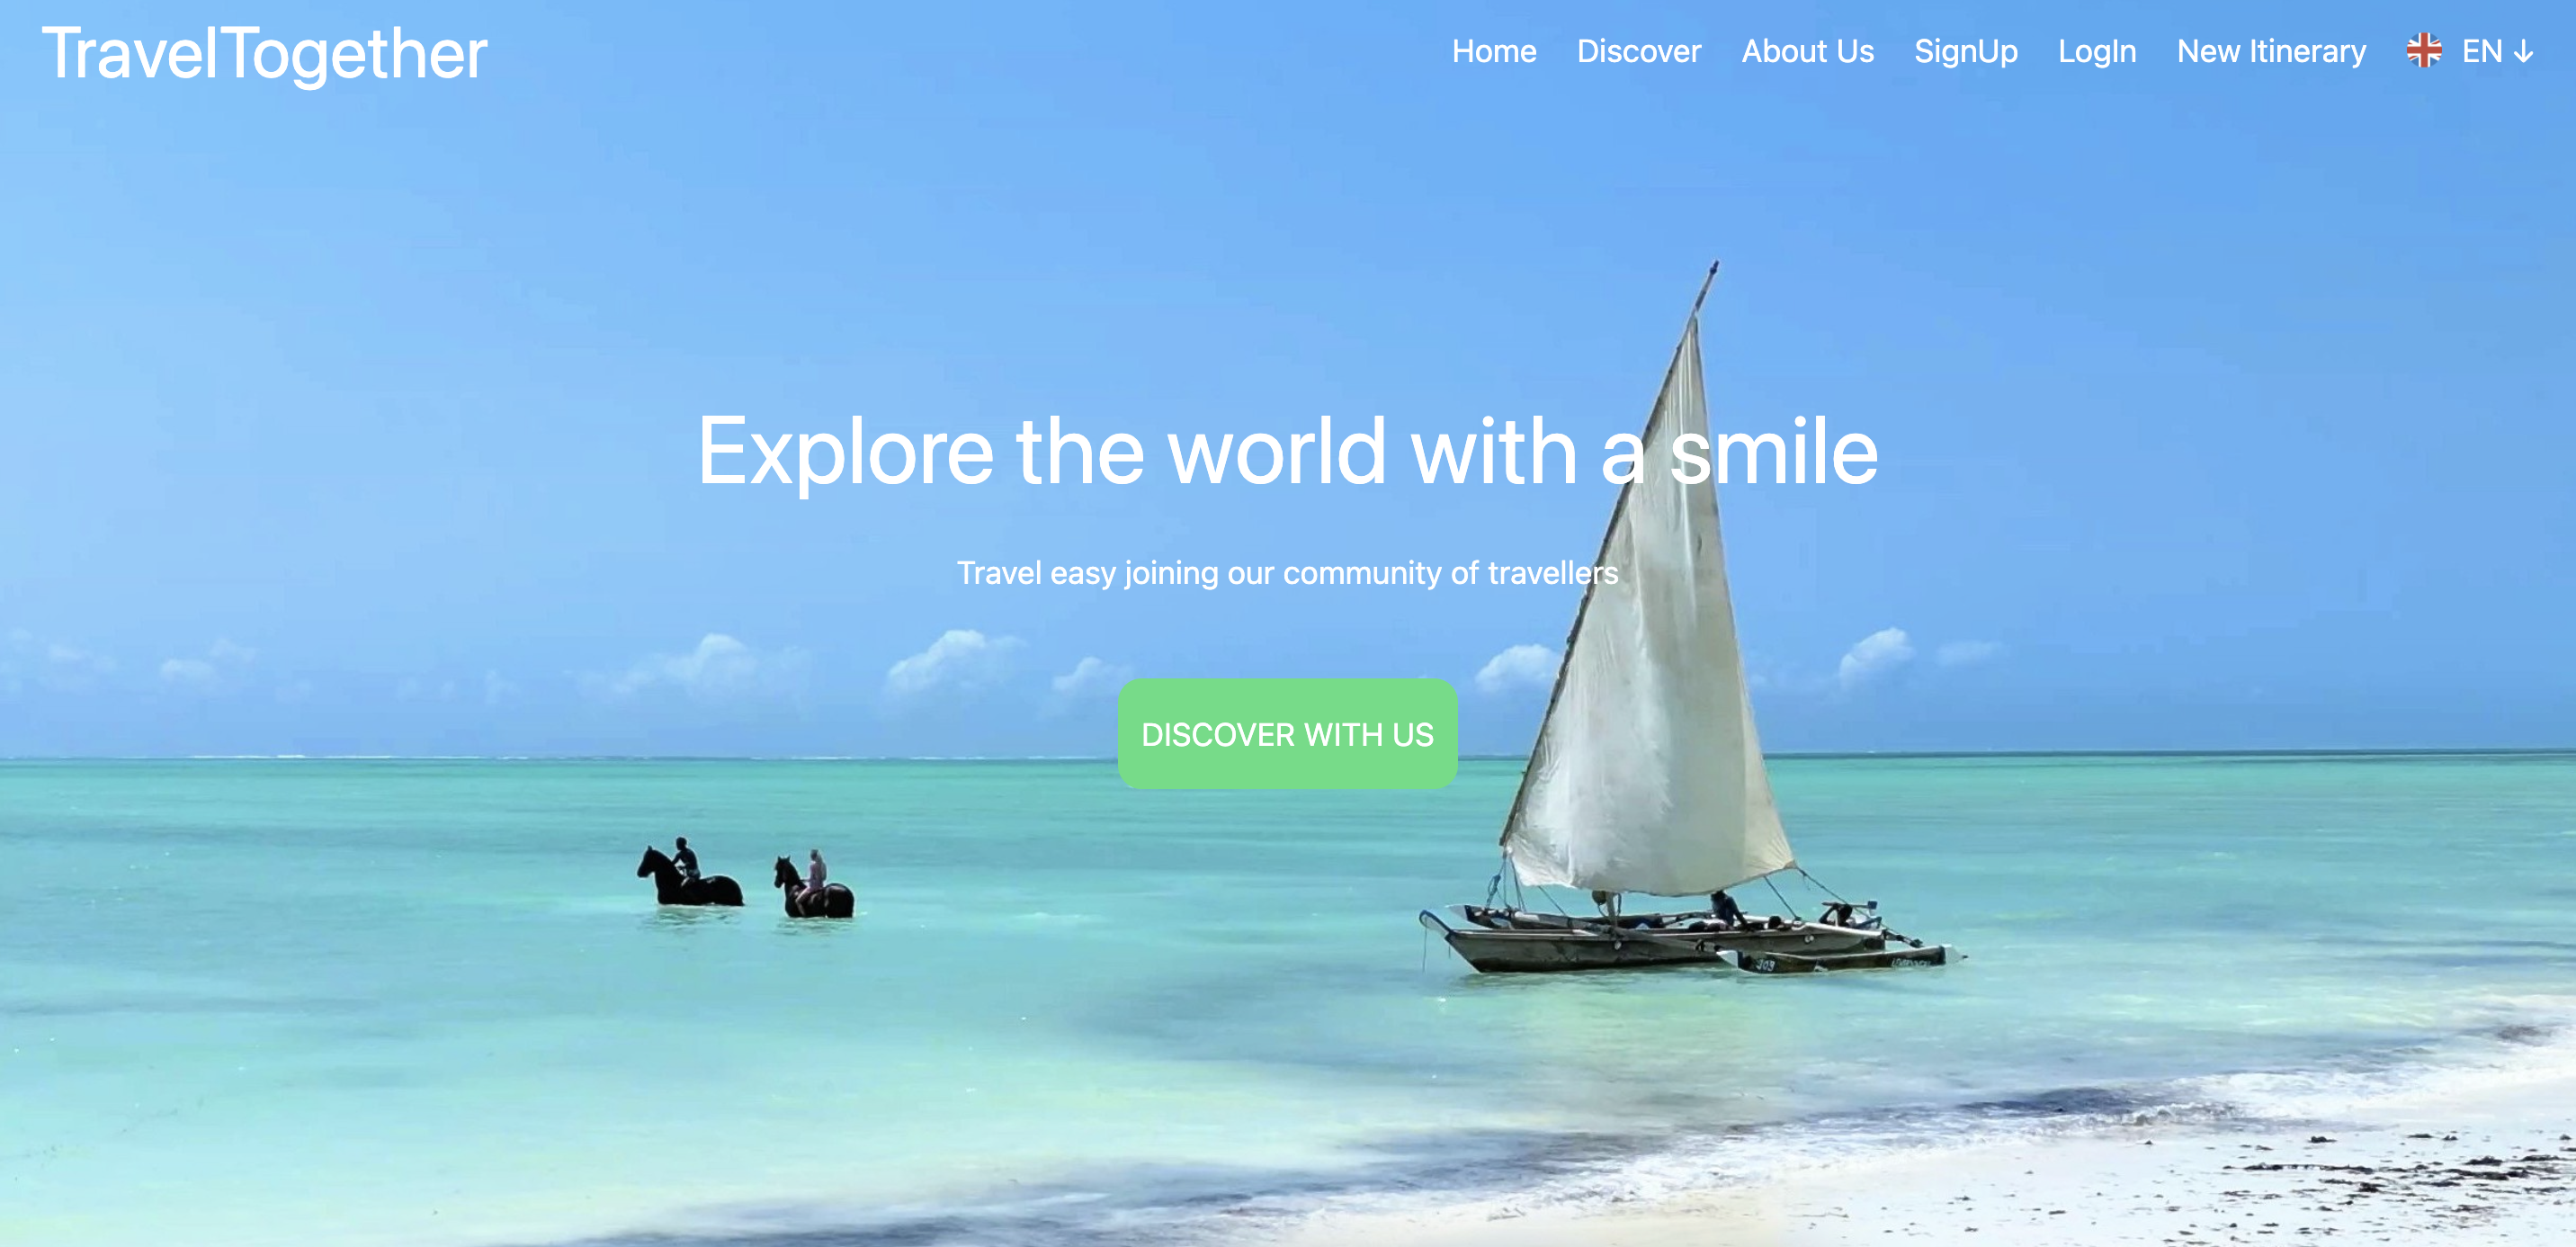 TravelTogether
Home Discover About Us SignUp LogIn New Itinerary EN ↓
Explore the world with a smile
Travel easy joining our community of travellers
DISCOVER WITH US
303